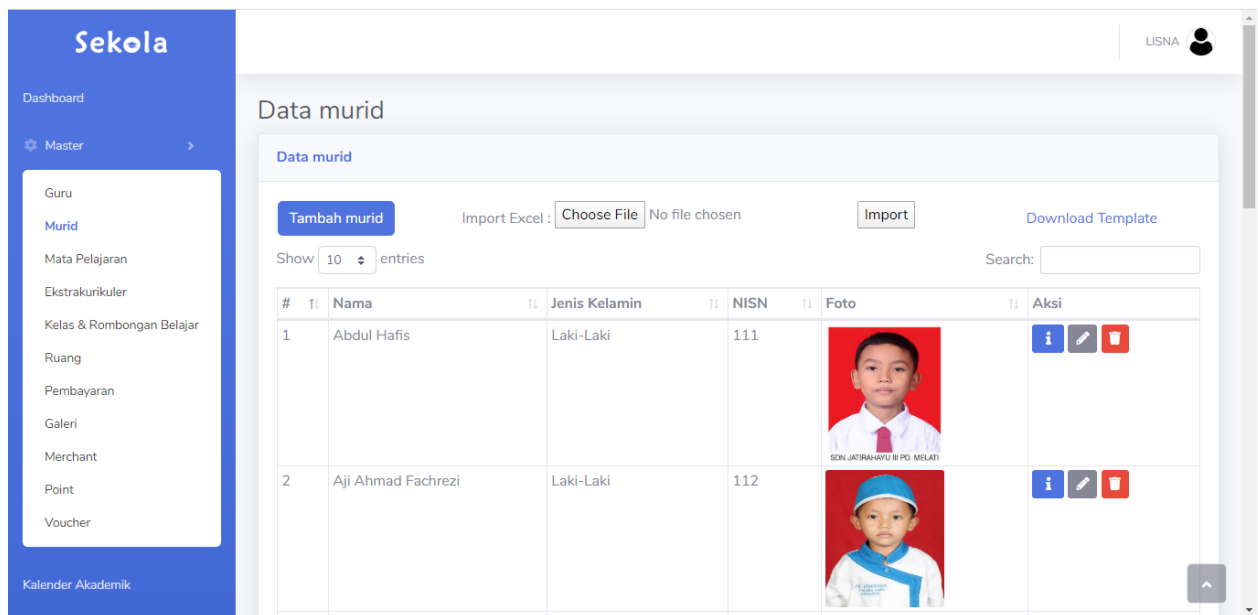 Sekola
LISNA
Dashboard
Master
Guru
Murid
Mata Pelajaran
Ekstrakurikuler
Kelas & Rombongan Belajar
Ruang
Pembayaran
Galeri
Merchant
Point
Voucher
Kalender Akademik
Data murid
Data murid
Tambah murid Import Excel : Choose File No file chosen Import Download Template
Show 10 entries Search:
# Nama Jenis Kelamin NISN Foto Aksi
1 Abdul Hafis Laki-Laki 111
SDN JATIRAHAYU III PD. MELATI
2 Aji Ahmad Fachrezi Laki-Laki 112